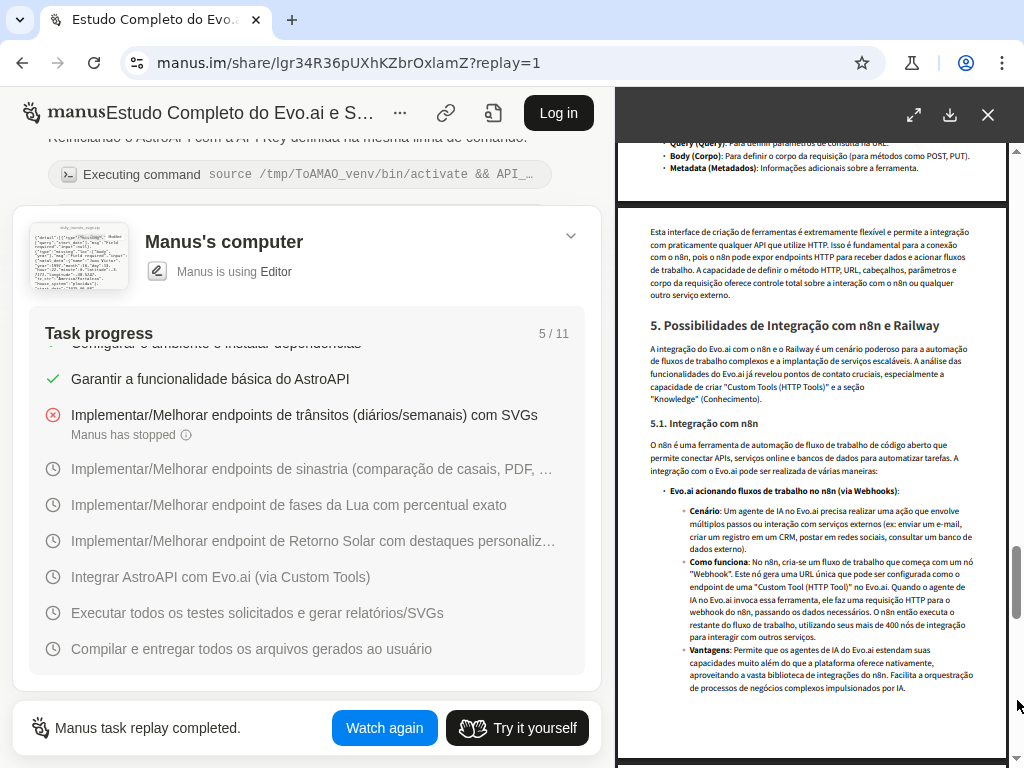 Estudo Completo do Evo.a
manus.im/share/lgr34R36pUXhKZbrOxlamZ?replay=1
manus
Estudo Completo do Evo.ai e S…
Log in
Reiniciando o AstroAPI com a API Key definida na mesma linha de comando.
Executing command source /tmp/ToAMAO_venv/bin/activate && API_…
Manus's computer
Manus is using Editor
Task progress
5 / 11
Configurar o ambiente e instalar dependências
Garantir a funcionalidade básica do AstroAPI
Implementar/Melhorar endpoints de trânsitos (diários/semanais) com SVGs
Manus has stopped
Implementar/Melhorar endpoints de sinastria (comparação de casais, PDF, …
Implementar/Melhorar endpoint de fases da Lua com percentual exato
Implementar/Melhorar endpoint de Retorno Solar com destaques personaliz…
Integrar AstroAPI com Evo.ai (via Custom Tools)
Executar todos os testes solicitados e gerar relatórios/SVGs
Compilar e entregar todos os arquivos gerados ao usuário
Manus task replay completed.
Watch again
Try it yourself
• Query (Query): Para definir parâmetros de consulta na URL.
• Body (Corpo): Para definir o corpo da requisição (para métodos como POST, PUT).
• Metadata (Metadados): Informações adicionais sobre a ferramenta.
Esta interface de criação de ferramentas é extremamente flexível e permite a integração
com praticamente qualquer API que utilize HTTP. Isso é fundamental para a conexão
com o n8n, pois o n8n pode expor endpoints HTTP para receber dados e acionar fluxos
de trabalho. A capacidade de definir o método HTTP, URL, cabeçalhos, parâmetros e
corpo da requisição oferece controle total sobre a interação com o n8n ou qualquer
outro serviço externo.
5. Possibilidades de Integração com n8n e Railway
A integração do Evo.ai com o n8n e o Railway é um cenário poderoso para a automação
de fluxos de trabalho complexos e a implantação de serviços escaláveis. A análise das
funcionalidades do Evo.ai já revelou pontos de contato cruciais, especialmente a
capacidade de criar "Custom Tools (HTTP Tools)" e a seção
"Knowledge" (Conhecimento).
5.1. Integração com n8n
O n8n é uma ferramenta de automação de fluxo de trabalho de código aberto que
permite conectar APIs, serviços online e bancos de dados para automatizar tarefas. A
integração com o Evo.ai pode ser realizada de várias maneiras:
• Evo.ai acionando fluxos de trabalho no n8n (via Webhooks):
Cenário: Um agente de IA no Evo.ai precisa realizar uma ação que envolve
múltiplos passos ou interação com serviços externos (ex: enviar um e-mail,
criar um registro em um CRM, postar em redes sociais, consultar um banco de
dados externo).
Como funciona: No n8n, cria-se um fluxo de trabalho que começa com um nó
"Webhook". Este nó gera uma URL única que pode ser configurada como o
endpoint de uma "Custom Tool (HTTP Tool)" no Evo.ai. Quando o agente de
IA no Evo.ai invoca essa ferramenta, ele faz uma requisição HTTP para o
webhook do n8n, passando os dados necessários. O n8n então executa o
restante do fluxo de trabalho, utilizando seus mais de 400 nós de integração
para interagir com outros serviços.
Vantagens: Permite que os agentes de IA do Evo.ai estendam suas
capacidades muito além do que a plataforma oferece nativamente,
aproveitando a vasta biblioteca de integrações do n8n. Facilita a orquestração
de processos de negócios complexos impulsionados por IA.